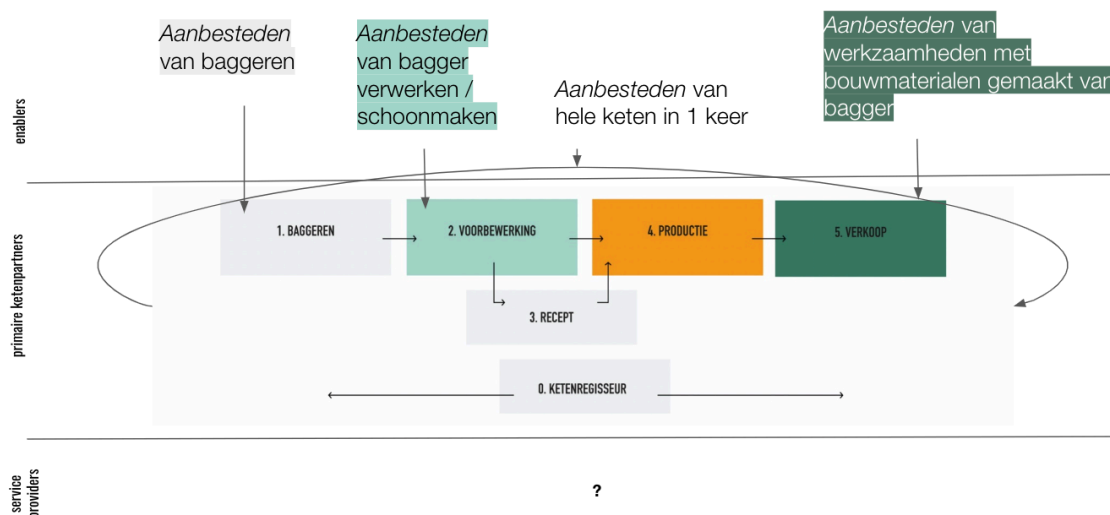 Aanbesteden
van baggeren
Aanbesteden
van bagger
verwerken /
schoonmaken
Aanbesteden van
hele keten in 1 keer
Aanbesteden van
werkzaamheden met
bouwmaterialen gemaakt van
bagger
enablers
primaire ketenpartners
1. BAGGEREN
2. VOORBEWERKING
4. PRODUCTIE
5. VERKOOP
3. RECEPT
0. KETENREGISSEUR
service
providers
?